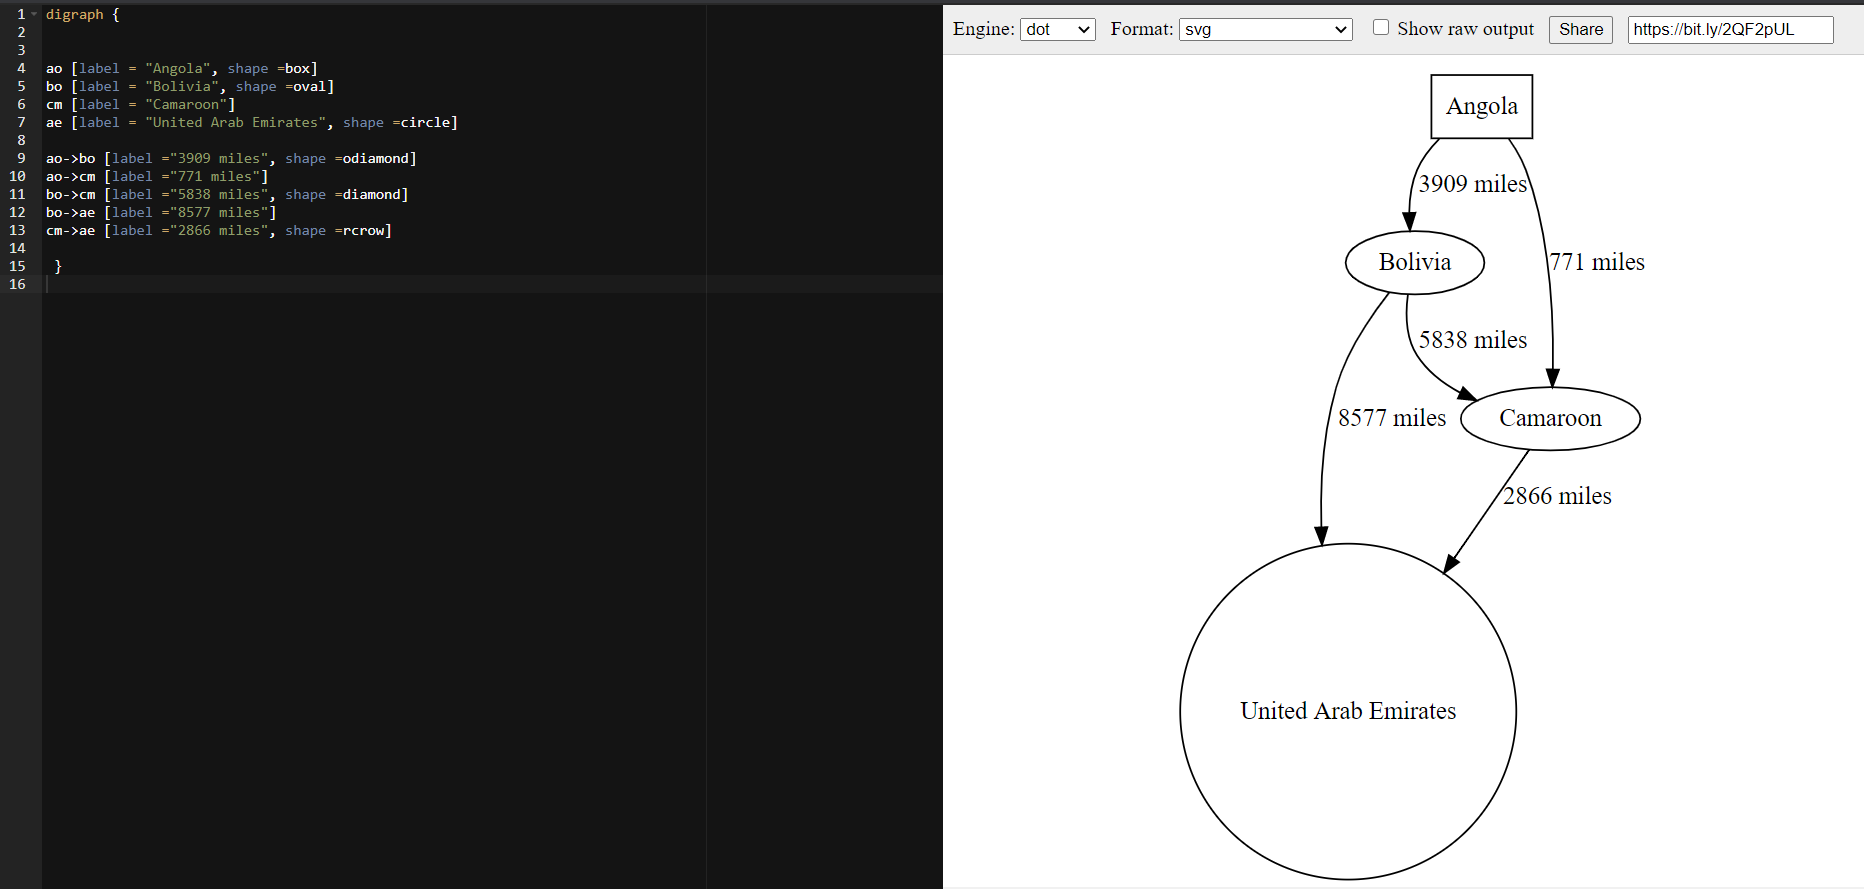 1 digraph {
2
3
4 ao [label = "Angola", shape =box]
5 bo [label = "Bolivia", shape =oval]
6 cm [label = "Camaroon"]
7 ae [label = "United Arab Emirates", shape =circle]
8
9 ao->bo [label ="3909 miles", shape =odiamond]
10 ao->cm [label ="771 miles"]
11 bo->cm [label ="5838 miles", shape =diamond]
12 bo->ae [label ="8577 miles"]
13 cm->ae [label ="2866 miles", shape =rcrow]
14
15 }
16
Engine: dot Format: svg Show raw output Share https://bit.ly/2QF2pUL
Angola
3909 miles
Bolivia
771 miles
5838 miles
8577 miles
Camaroon
2866 miles
United Arab Emirates